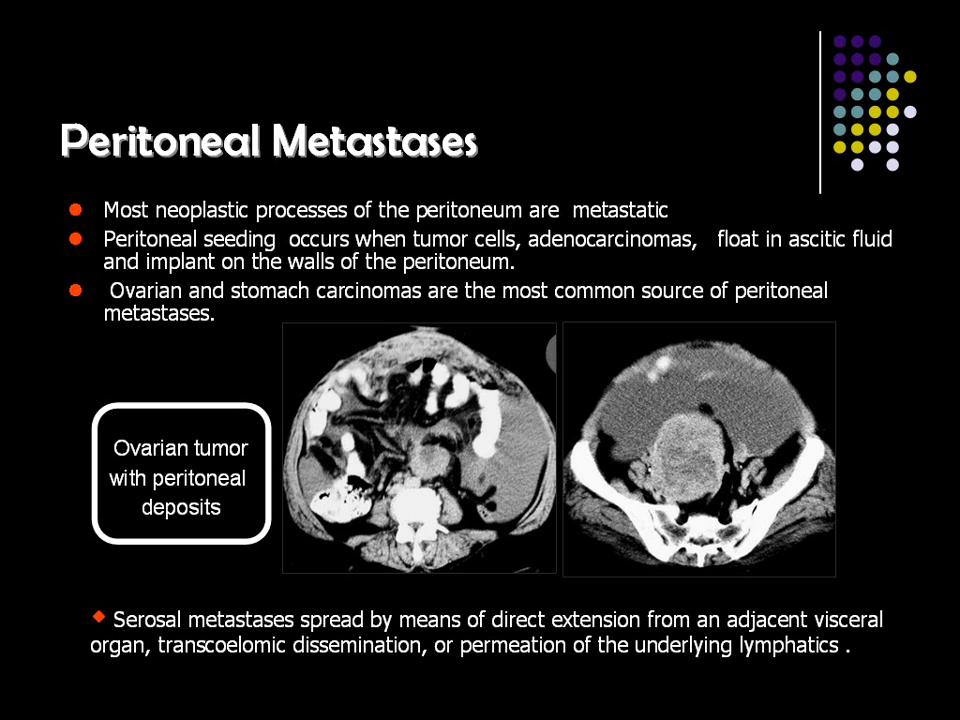 Peritoneal Metastases
Most neoplastic processes of the peritoneum are metastatic
Peritoneal seeding occurs when tumor cells, adenocarcinomas, float in ascitic fluid
and implant on the walls of the peritoneum.
Ovarian and stomach carcinomas are the most common source of peritoneal
metastases.
Ovarian tumor
with peritoneal
deposits
Serosal metastases spread by means of direct extension from an adjacent visceral
organ, transcoelomic dissemination, or permeation of the underlying lymphatics .